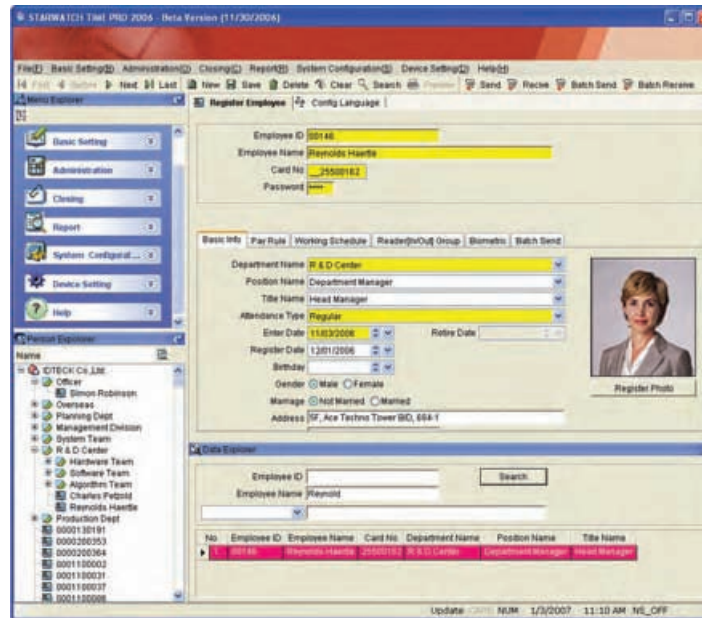 STARWATCH TIME PRO 2006 - Beta Version (11/30/2006)
File(F) Basic Setting(B) Administration(D) Closing(C) Report(R) System Configuration(S) Device Setting(D) Help(H)
First Before Next Last New Save Delete Clear Search Preview Send Recive Batch Send Batch Receive
Menu Explorer
Register Employee Config Language
Basic Setting
Administration
Closing
Report
System Configurat...
Device Setting
Help
Employee ID 00146
Employee Name Reynolds Haertle
Card No __25500182
Password ****
Basic Info Pay Rule Working Schedule Reader[In/Out] Group Biometric Batch Send
Department Name R & D Center
Position Name Department Manager
Title Name Head Manager
Attendance Type Regular
Enter Date 11/03/2006 Retire Date
Register Date 12/01/2006
Birthday
Gender Male Female
Marriage Not Married Married
Address 5F, Ace Techno Tower BD, 684-1
Register Photo
Person Explorer
Name
IDTECK Co.,Ltd.
Officer
Simon Robinson
Overseas
Planning Dept
Management Division
System Team
R & D Center
Hardware Team
Software Team
Algorithm Team
Charles Petzold
Reynolds Haertle
Production Dept
0000130191
0000200353
0000200364
0001100002
0001100031
0001100037
0001100086
Data Explorer
Employee ID
Search
Employee Name Reynold
No Employee ID Employee Name Card No Department Name Position Name Title Name
1 00146 Reynolds Haertle 25500182 R & D Center Department Manager Head Manager
Update CAPS NUM 1/3/2007 11:10 AM NS_OFF